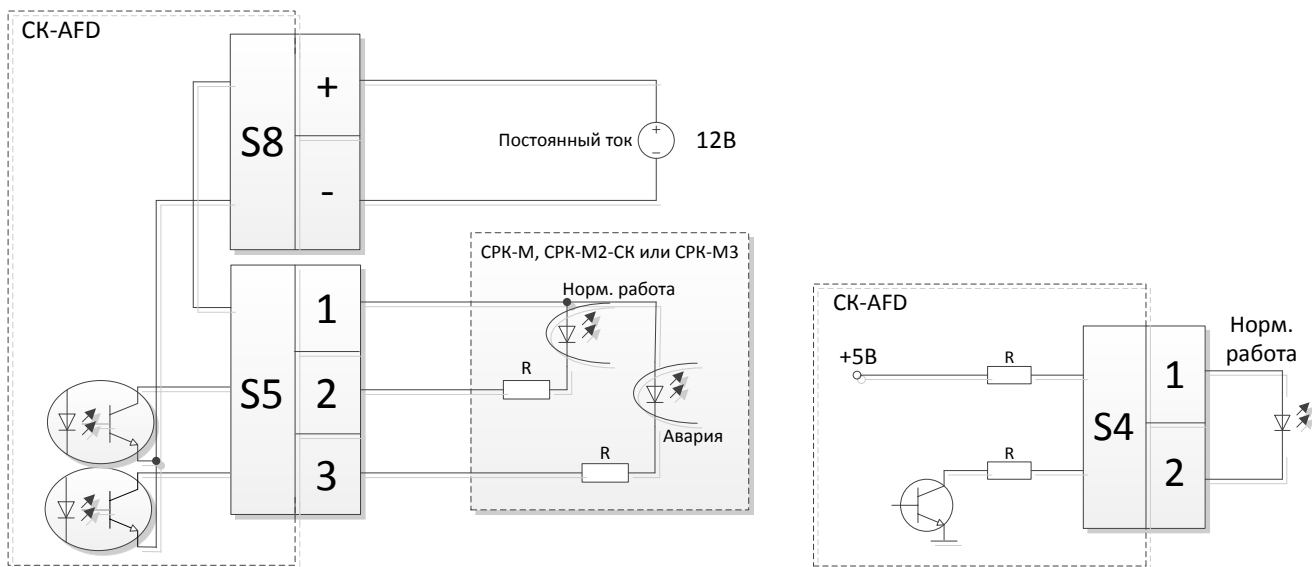 СК-AFD
S8
+
-
Постоянный ток
+
−
12В
СРК-М, СРК-М2-СК или СРК-М3
Норм. работа
S5
1
2
3
R
R
Авария
СК-AFD
+5В
R
R
S4
1
2
Норм.
работа